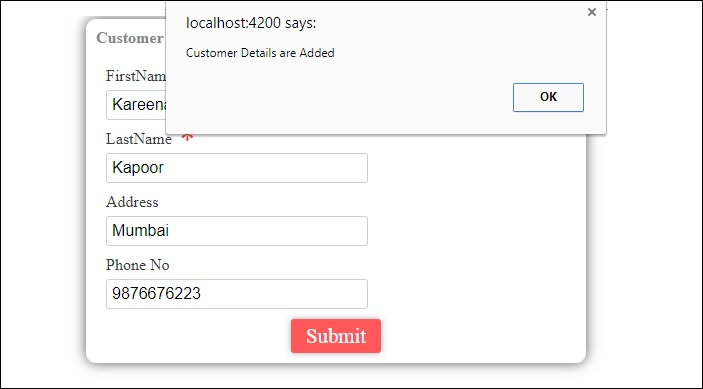 localhost:4200 says:
Customer Details are Added
OK
Customer
FirstNam
Kareena
LastName *
Kapoor
Address
Mumbai
Phone No
9876676223
Submit